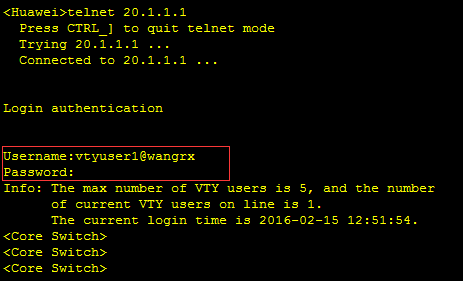 <Huawei>telnet 20.1.1.1
Press CTRL_] to quit telnet mode
Trying 20.1.1.1 ...
Connected to 20.1.1.1 ...
Login authentication
Username:vtyuser1@wangrx
Password:
Info: The max number of VTY users is 5, and the number
of current VTY users on line is 1.
The current login time is 2016-02-15 12:51:54.
<Core Switch>
<Core Switch>
<Core Switch>